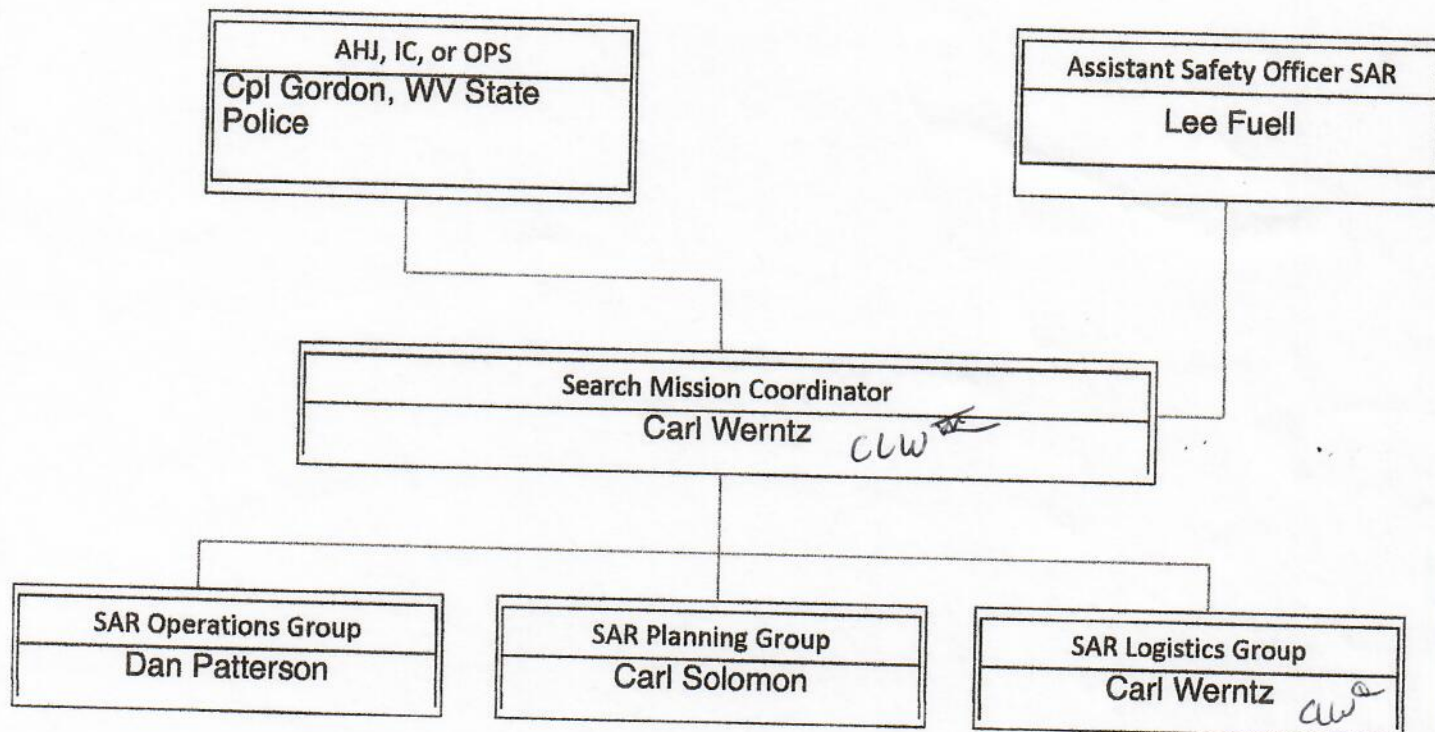 AHJ, IC, or OPS
Cpl Gordon, WV State
Police
Assistant Safety Officer SAR
Lee Fuell
Search Mission Coordinator
Carl Werntz CLW
SAR Operations Group
Dan Patterson
SAR Planning Group
Carl Solomon
SAR Logistics Group
Carl Werntz